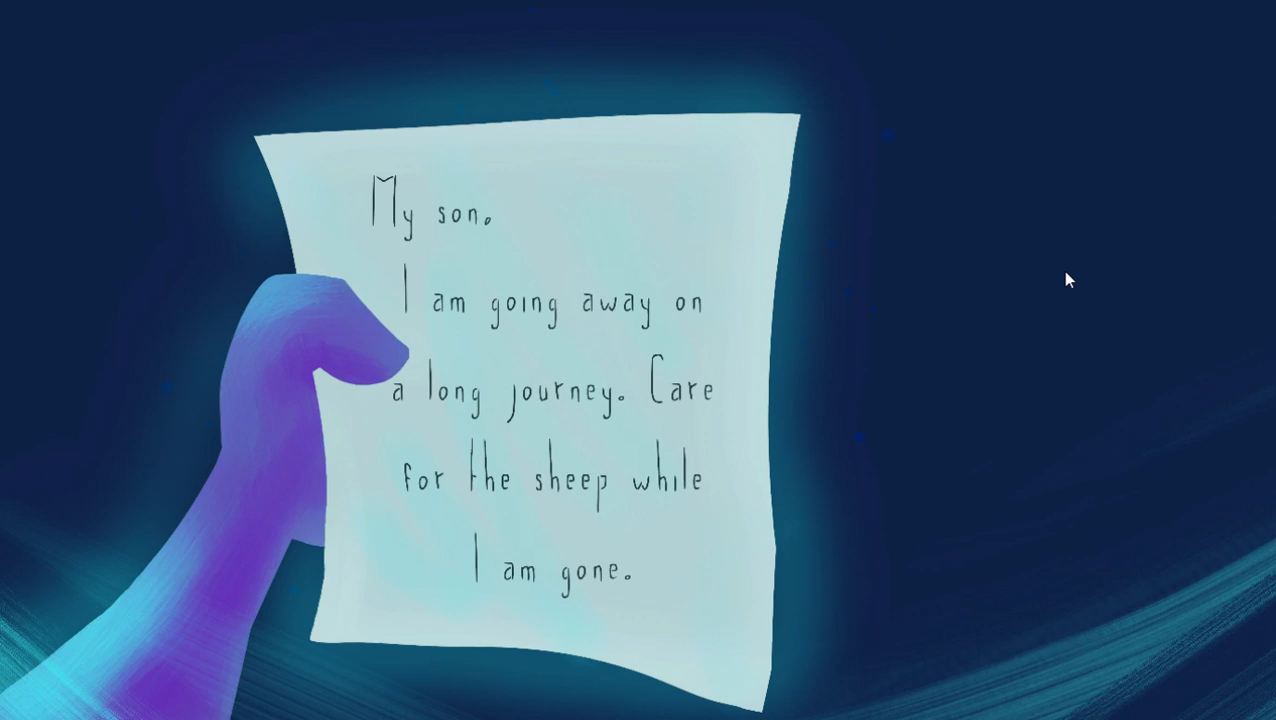 My son.
I am going away on
a long journey. Care
for the sheep while
I am gone.